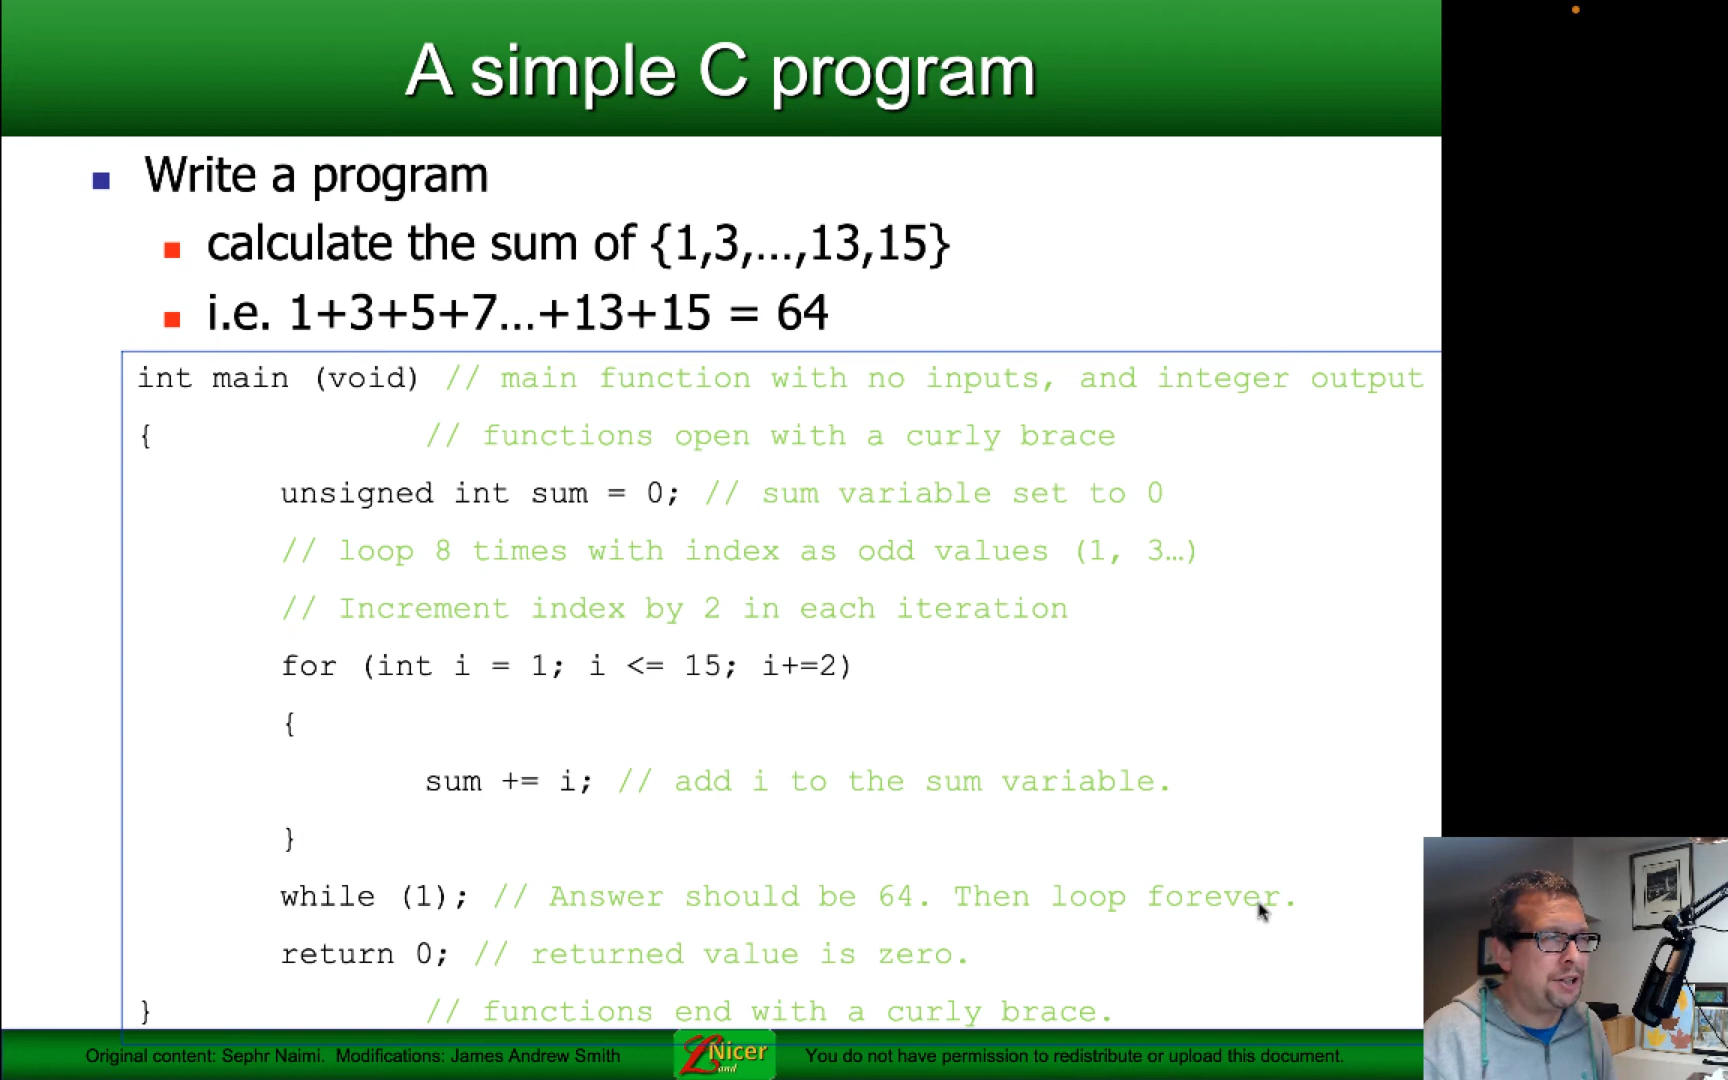 A simple C program
Write a program
calculate the sum of {1,3,...,13,15}
i.e. 1+3+5+7...+13+15 = 64
int main (void) // main function with no inputs, and integer output
{ // functions open with a curly brace
unsigned int sum = 0; // sum variable set to 0
// loop 8 times with index as odd values (1, 3…)
// Increment index by 2 in each iteration
for (int i = 1; i <= 15; i+=2)
{
sum += i; // add i to the sum variable.
}
while (1); // Answer should be 64. Then loop forever.
return 0; // returned value is zero.
} // functions end with a curly brace.
Original content: Sephr Naimi. Modifications: James Andrew Smith
Nicer Land
You do not have permission to redistribute or upload this document.